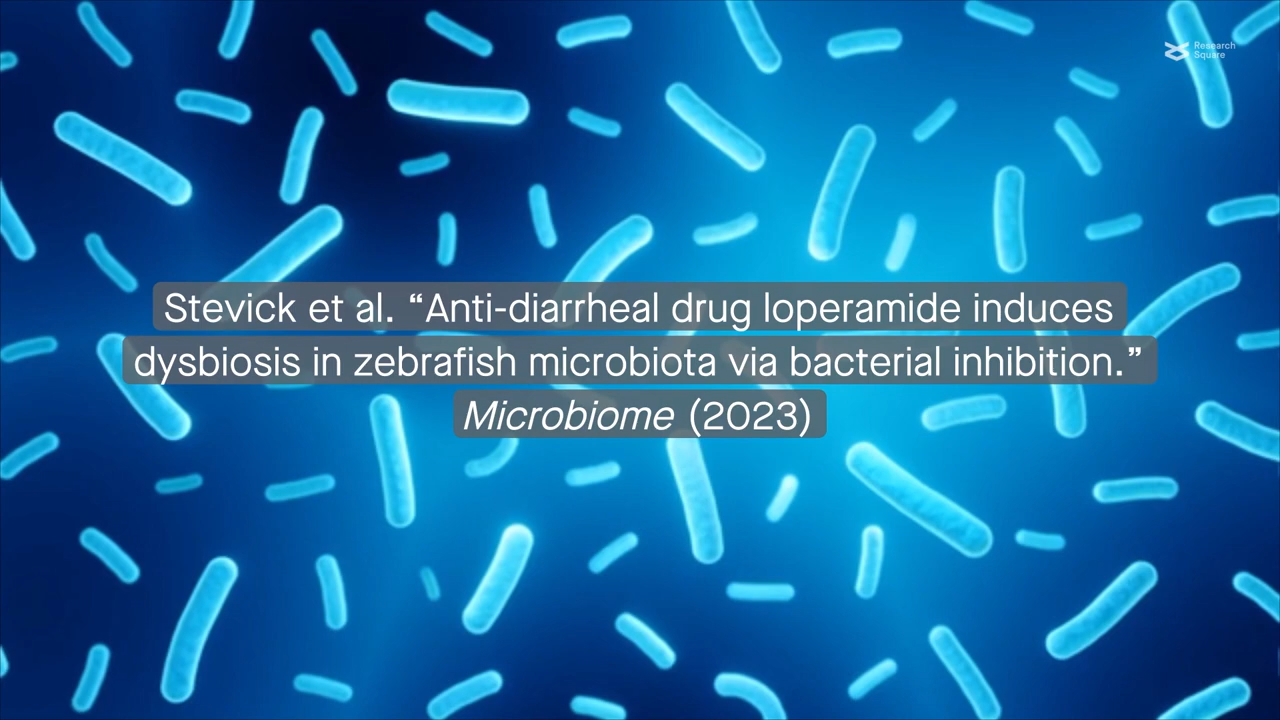 Research
Square
Stevick et al. “Anti-diarrheal drug loperamide induces
dysbiosis in zebrafish microbiota via bacterial inhibition.”
Microbiome (2023)